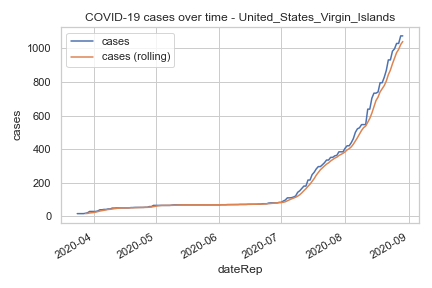 COVID-19 cases over time - United_States_Virgin_Islands
cases
cases (rolling)
1000
800
600
400
200
0
cases
2020-04
2020-05
2020-06
2020-07
2020-08
2020-09
dateRep